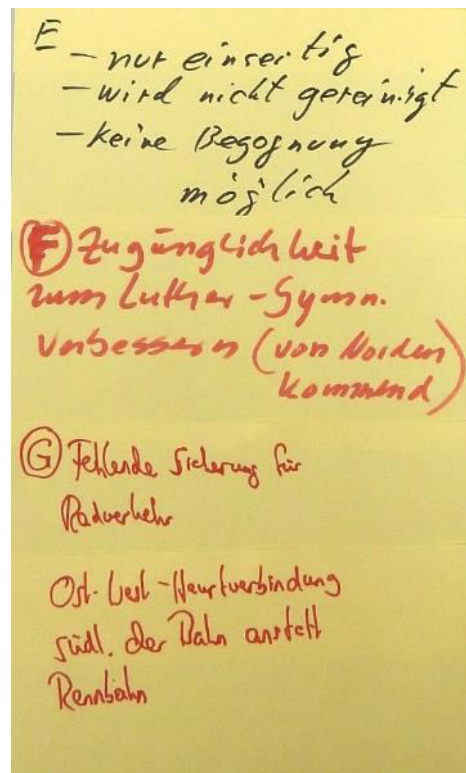 E
- nur einseitig
- wird nicht gereinigt
- keine Begegnung
möglich
F Zugänglichkeit
zum Luther-Gymn.
verbessern (von Norden
kommend)
G Fehlende Sicherung für
Radverkehr
Ost-West-Hauptverbindung
südl. der Bahn anstatt
Rennbahn